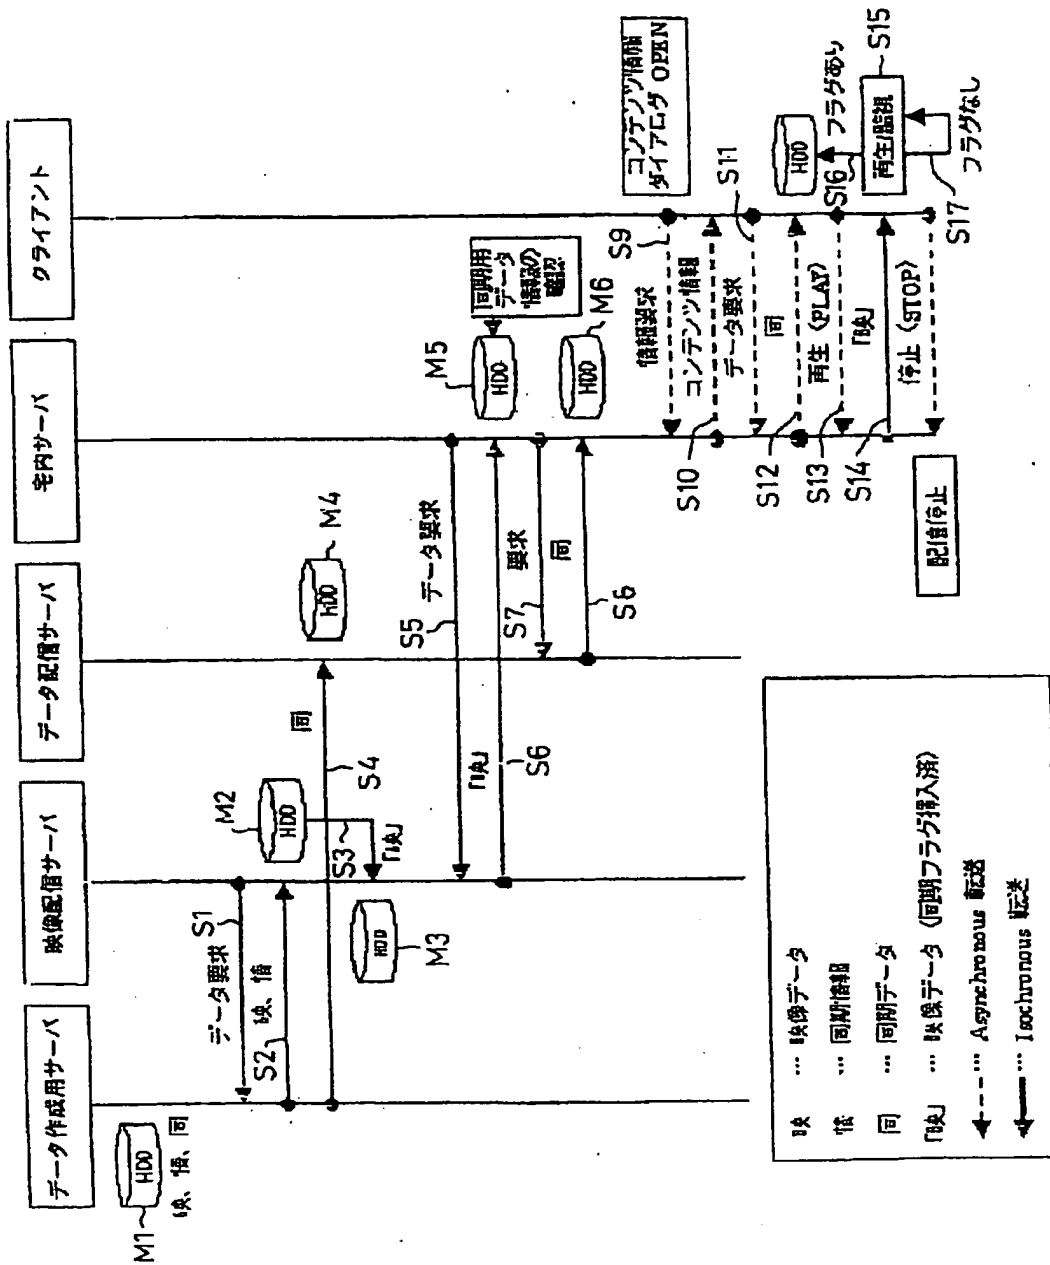 データ作成用サーバ
映像配信サーバ
データ配信サーバ
宅内サーバ
クライアント
HDD
M1
映、情、同
S1
データ要求
S2
映、情
M2
HDD
S3
「映」
HDD
M3
同
S4
hDD
M4
S5
データ要求
「映」
S6
M5
HDD
同期用
データ
情報の
確認
要求
S7
同
S6
HDD
M6
コンテンツ情報
ダイアログ OPEN
S9
情報要求
コンテンツ情報
S10
データ要求
S11
同
S12
再生 (PLAY)
S13
「映」
S14
停止 (STOP)
HDD
S16
フラグあり
再生/監視
S15
フラグなし
S17
配信停止
映 … 映像データ
情 … 同期情報
同 … 同期データ
「映」 … 映像データ (同期フラグ挿入済)
… Asynchronous 転送
… Isochronous 転送